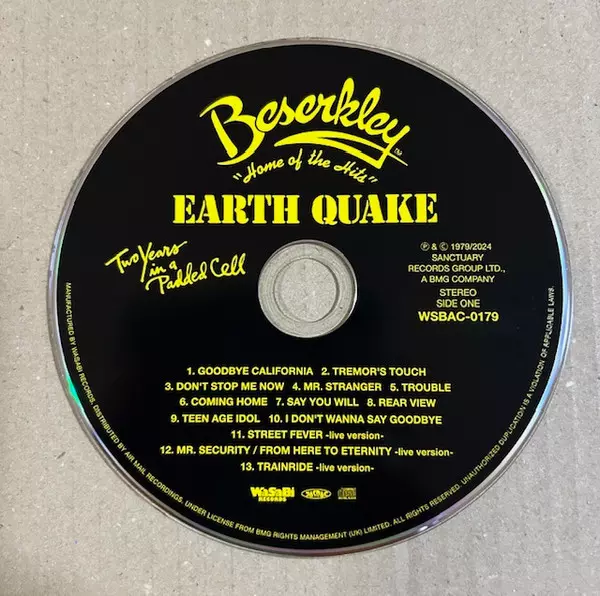 Beserkley TM
"Home of the Hits"
EARTH QUAKE
Two Years
in a
Padded Cell
Ⓟ & © 1979/2024
SANCTUARY
RECORDS GROUP LTD.,
A BMG COMPANY
STEREO
SIDE ONE
WSBAC-0179
1. GOODBYE CALIFORNIA 2. TREMOR'S TOUCH
3. DON'T STOP ME NOW 4. MR. STRANGER 5. TROUBLE
6. COMING HOME 7. SAY YOU WILL 8. REAR VIEW
9. TEEN AGE IDOL 10. I DON'T WANNA SAY GOODBYE
11. STREET FEVER -live version-
12. MR. SECURITY / FROM HERE TO ETERNITY -live version-
13. TRAINRIDE -live version-
WASABI
RECORDS
MANUFACTURED BY WASABI RECORDS. DISTRIBUTED BY AIR MAIL RECORDINGS. UNDER LICENSE FROM BMG RIGHTS MANAGEMENT (UK) LIMITED. ALL RIGHTS RESERVED. UNAUTHORIZED DUPLICATION IS A VIOLATION OF APPLICABLE LAWS.